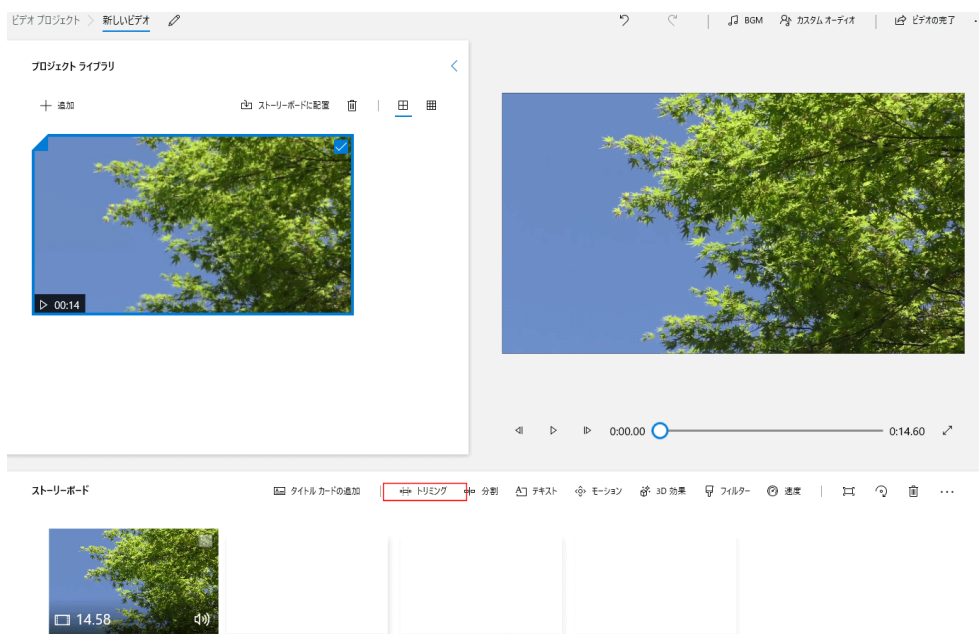 ビデオ プロジェクト > 新しいビデオ
BGM カスタム オーディオ ビデオの完了
プロジェクト ライブラリ
+ 追加 ストーリーボードに配置
00:14
0:00.00 0:14.60
ストーリーボード タイトル カードの追加 トリミング 分割 テキスト モーション 3D 効果 フィルター 速度 ...
14.58